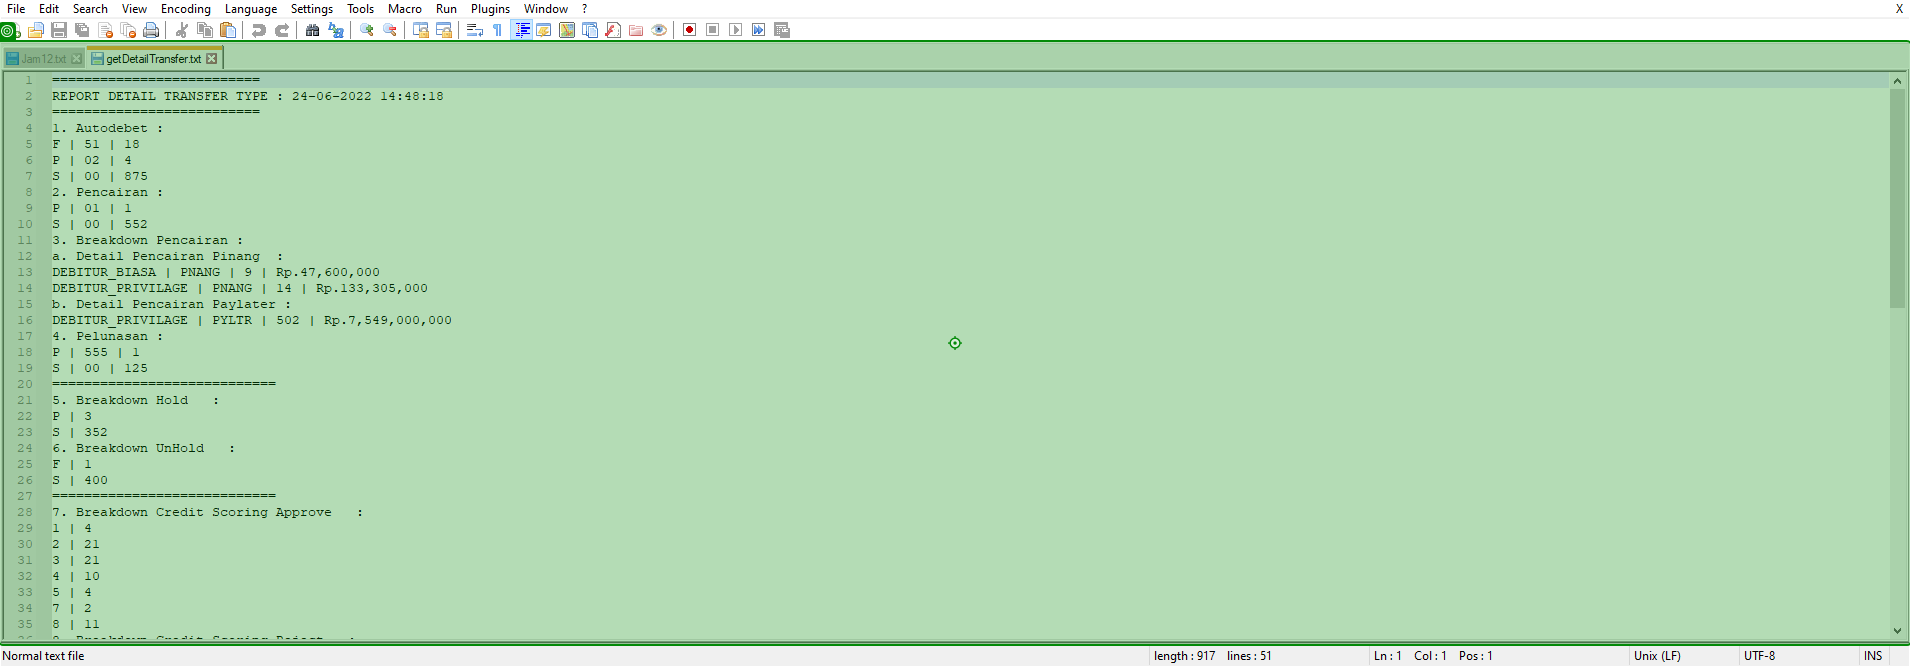 File Edit Search View Encoding Language Settings Tools Macro Run Plugins Window ? X
Jam12.txt getDetailTransfer.txt
1 ==========================
2 REPORT DETAIL TRANSFER TYPE : 24-06-2022 14:48:18
3 ==========================
4 1. Autodebet :
5 F | 51 | 18
6 P | 02 | 4
7 S | 00 | 875
8 2. Pencairan :
9 P | 01 | 1
10 S | 00 | 552
11 3. Breakdown Pencairan :
12 a. Detail Pencairan Pinang  :
13 DEBITUR_BIASA | PNANG | 9 | Rp.47,600,000
14 DEBITUR_PRIVILAGE | PNANG | 14 | Rp.133,305,000
15 b. Detail Pencairan Paylater :
16 DEBITUR_PRIVILAGE | PYLTR | 502 | Rp.7,549,000,000
17 4. Pelunasan :
18 P | 555 | 1
19 S | 00 | 125
20 ============================
21 5. Breakdown Hold   :
22 P | 3
23 S | 352
24 6. Breakdown UnHold   :
25 F | 1
26 S | 400
27 ============================
28 7. Breakdown Credit Scoring Approve   :
29 1 | 4
30 2 | 21
31 3 | 21
32 4 | 10
33 5 | 4
34 7 | 2
35 8 | 11
36 8. Breakdown Credit Scoring Reject   :
Normal text file length : 917 lines : 51 Ln : 1 Col : 1 Pos : 1 Unix (LF) UTF-8 INS